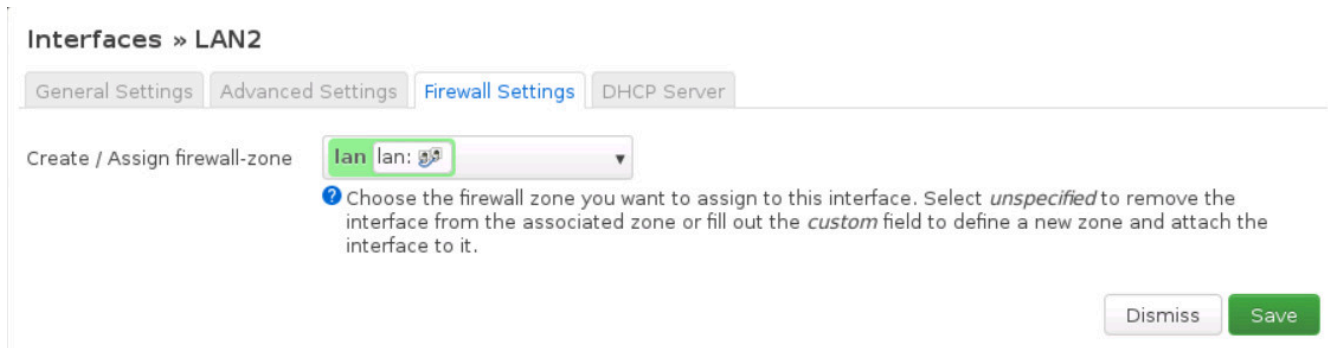 Interfaces » LAN2
General Settings Advanced Settings Firewall Settings DHCP Server
Create / Assign firewall-zone lan lan:
Choose the firewall zone you want to assign to this interface. Select unspecified to remove the
interface from the associated zone or fill out the custom field to define a new zone and attach the
interface to it.
Dismiss Save